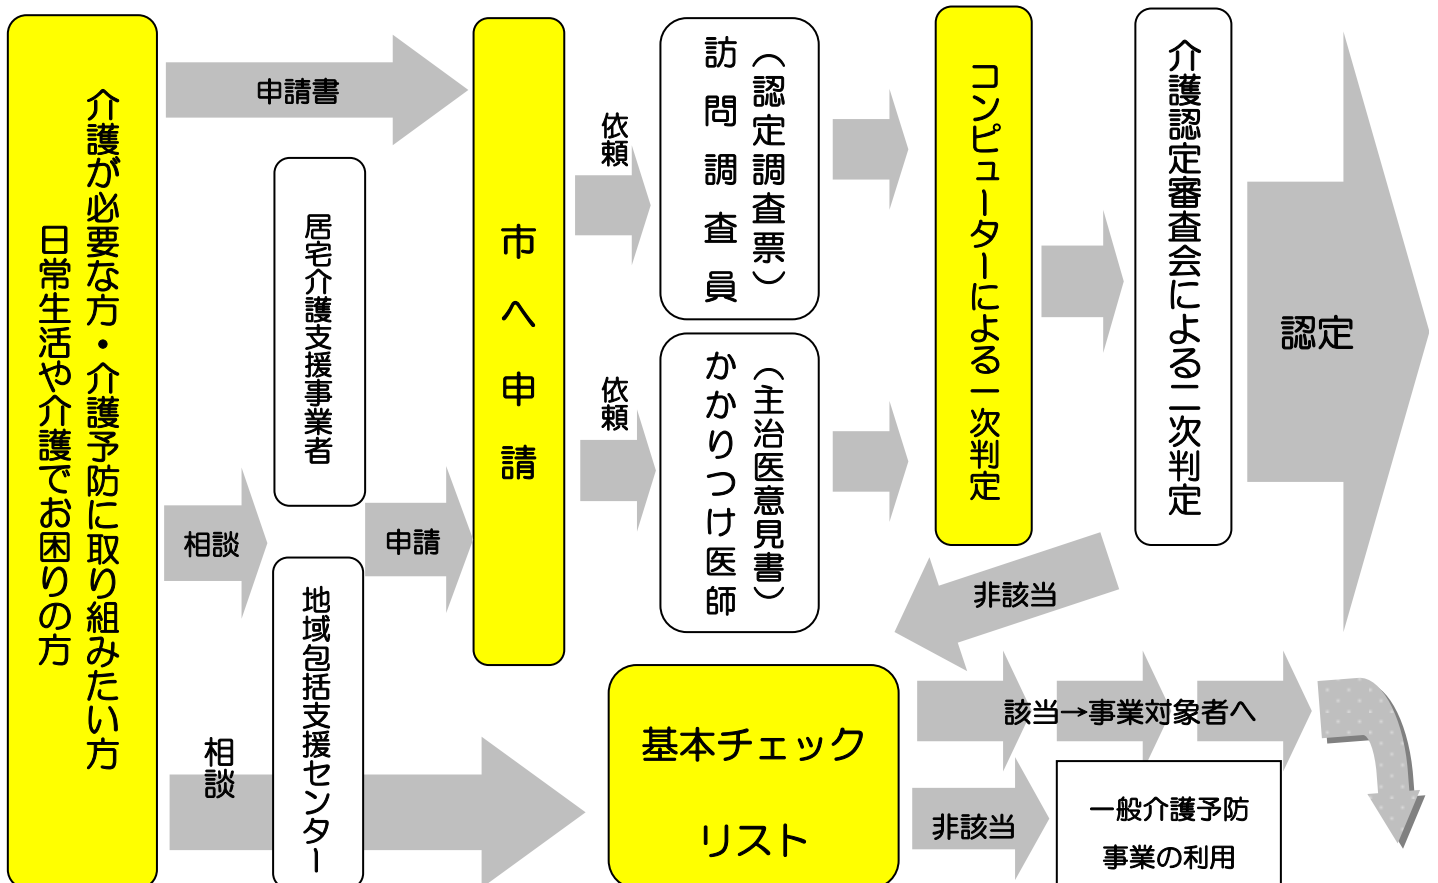 介護が必要な方・介護予防に取り組みたい方
日常生活や介護でお困りの方
申請書
居宅介護支援事業者
相談
申請
地域包括支援センター
相談
市へ申請
依頼
（認定調査票）
訪問調査員
依頼
（主治医意見書）
かかりつけ医師
コンピューターによる一次判定
介護認定審査会による二次判定
認定
非該当
基本チェック
リスト
該当→事業対象者へ
非該当
一般介護予防
事業の利用